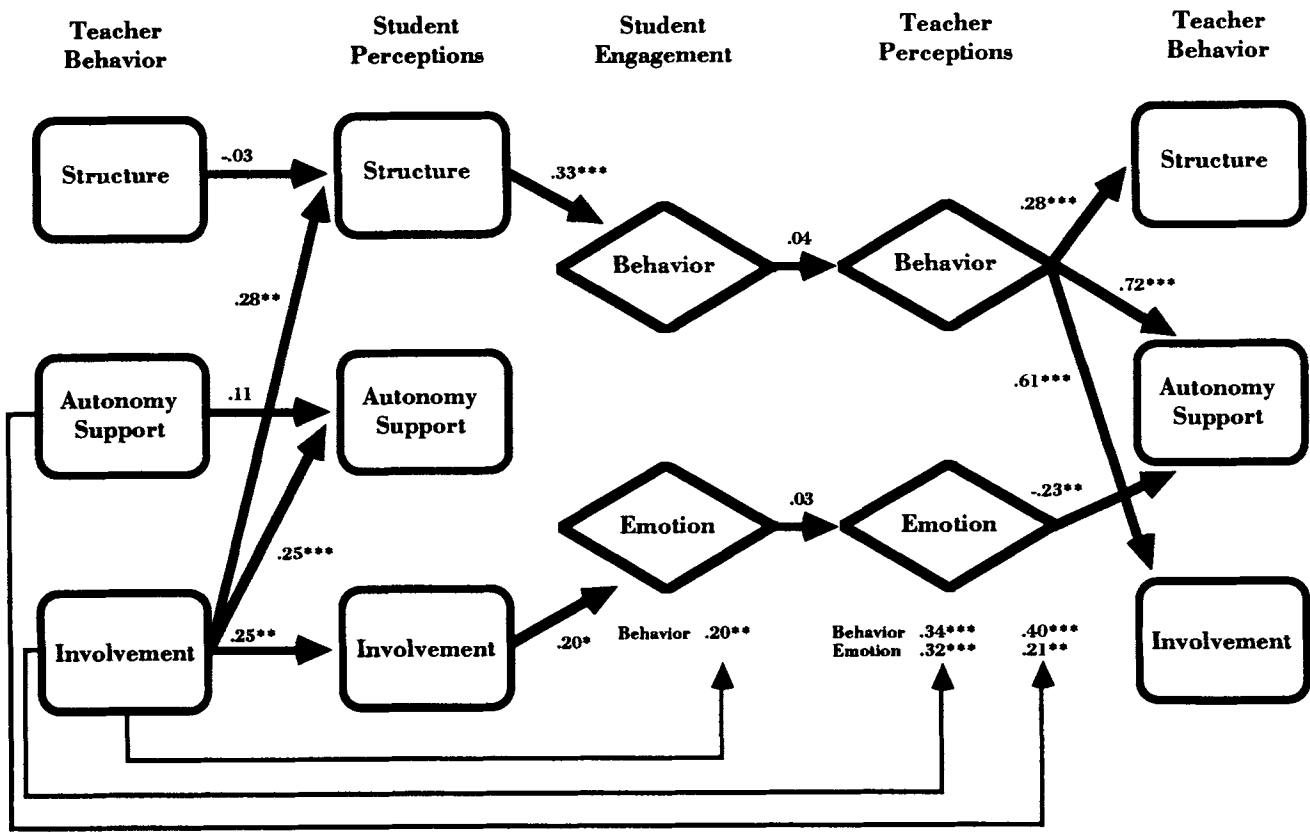 Teacher Behavior
Student Perceptions
Student Engagement
Teacher Perceptions
Teacher Behavior
Structure
-.03
Structure
.33***
Behavior
.04
Behavior
.28***
Structure
.72***
.28**
.61***
Autonomy Support
.11
Autonomy Support
Autonomy Support
.25***
Emotion
.03
Emotion
-.23**
Involvement
.25**
Involvement
.20*
Behavior .20**
Behavior .34*** .40***
Emotion .32*** .21**
Involvement